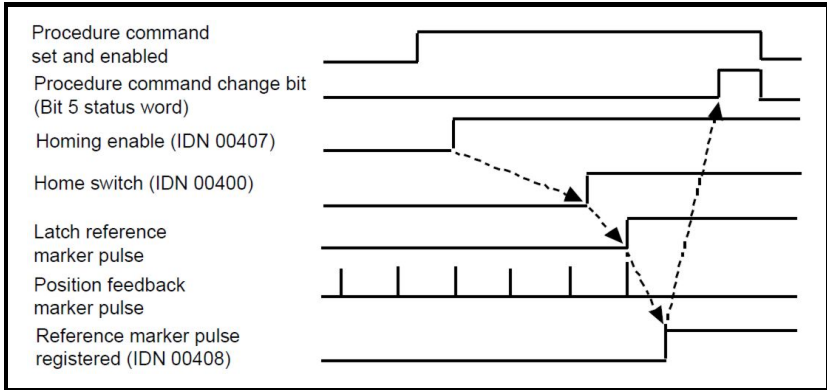 Procedure command
set and enabled
Procedure command change bit
(Bit 5 status word)
Homing enable (IDN 00407)
Home switch (IDN 00400)
Latch reference
marker pulse
Position feedback
marker pulse
Reference marker pulse
registered (IDN 00408)